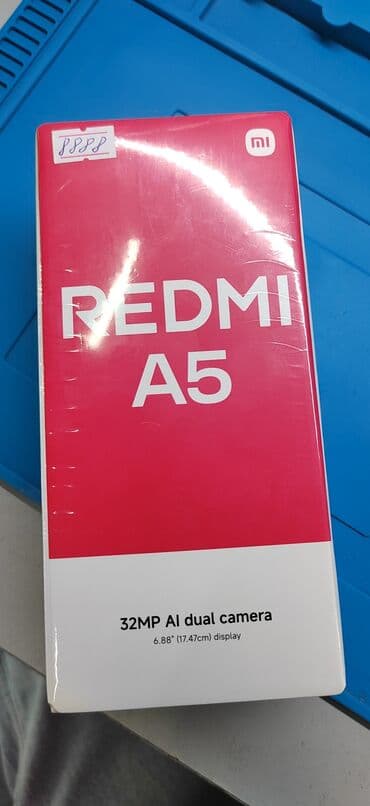 8888
mi
REDMI
A5
32MP AI dual camera
6.88" (17.47cm) display